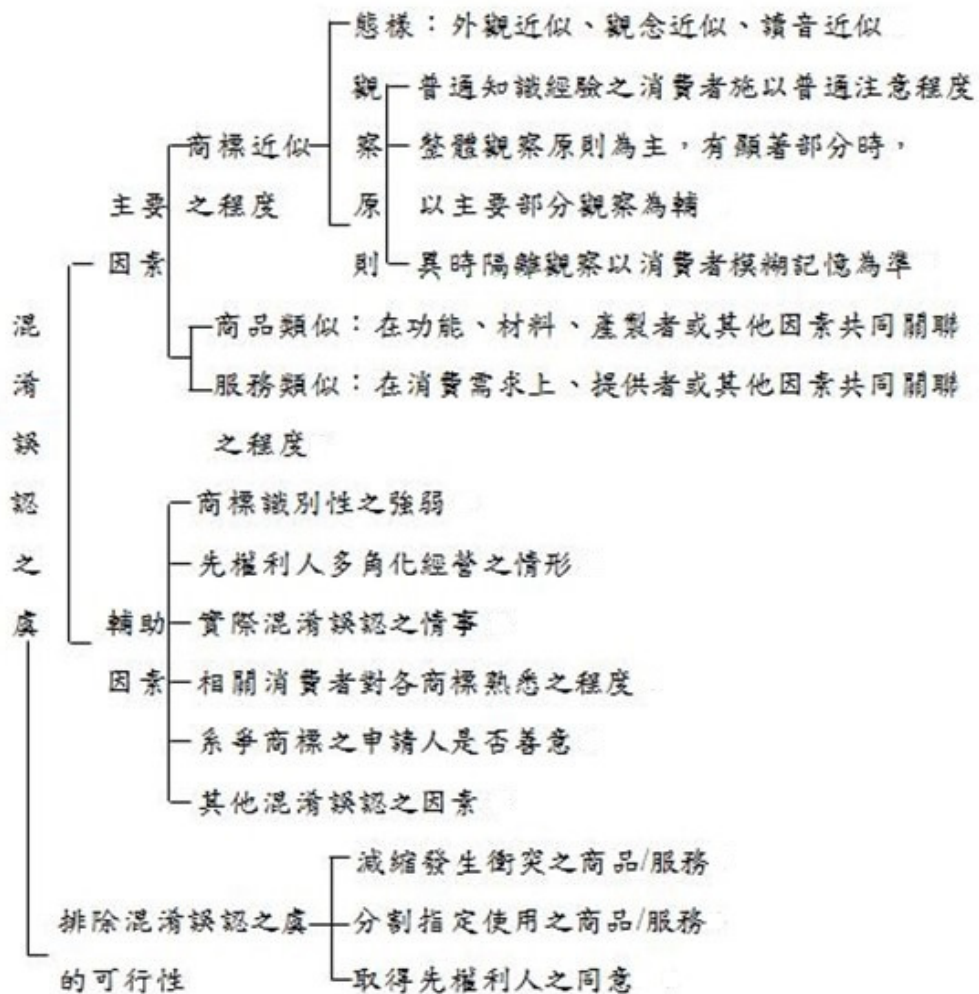 混淆誤認之虞
主要因素
商標近似之程度
態樣：外觀近似、觀念近似、讀音近似
觀察原則
普通知識經驗之消費者施以普通注意程度
整體觀察原則為主，有顯著部分時，
以主要部分觀察為輔
異時隔離觀察以消費者模糊記憶為準
商品類似：在功能、材料、產製者或其他因素共同關聯
服務類似：在消費需求上、提供者或其他因素共同關聯
之程度
輔助因素
商標識別性之強弱
先權利人多角化經營之情形
實際混淆誤認之情事
相關消費者對各商標熟悉之程度
系爭商標之申請人是否善意
其他混淆誤認之因素
排除混淆誤認之虞
的可行性
減縮發生衝突之商品/服務
分割指定使用之商品/服務
取得先權利人之同意